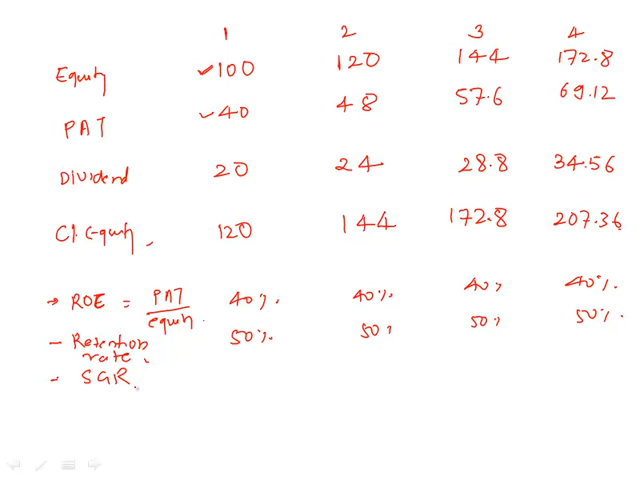 1 2 3 4
Equity ✓100 120 144 172.8
PAT ✓40 48 57.6 69.12
Dividend 20 24 28.8 34.56
Cl. Equity 120 144 172.8 207.36
→ ROE = PAT / equity. 40%. 40% 40% 40%.
- Retention rate. 50%. 50% 50% 50%.
- SGR.